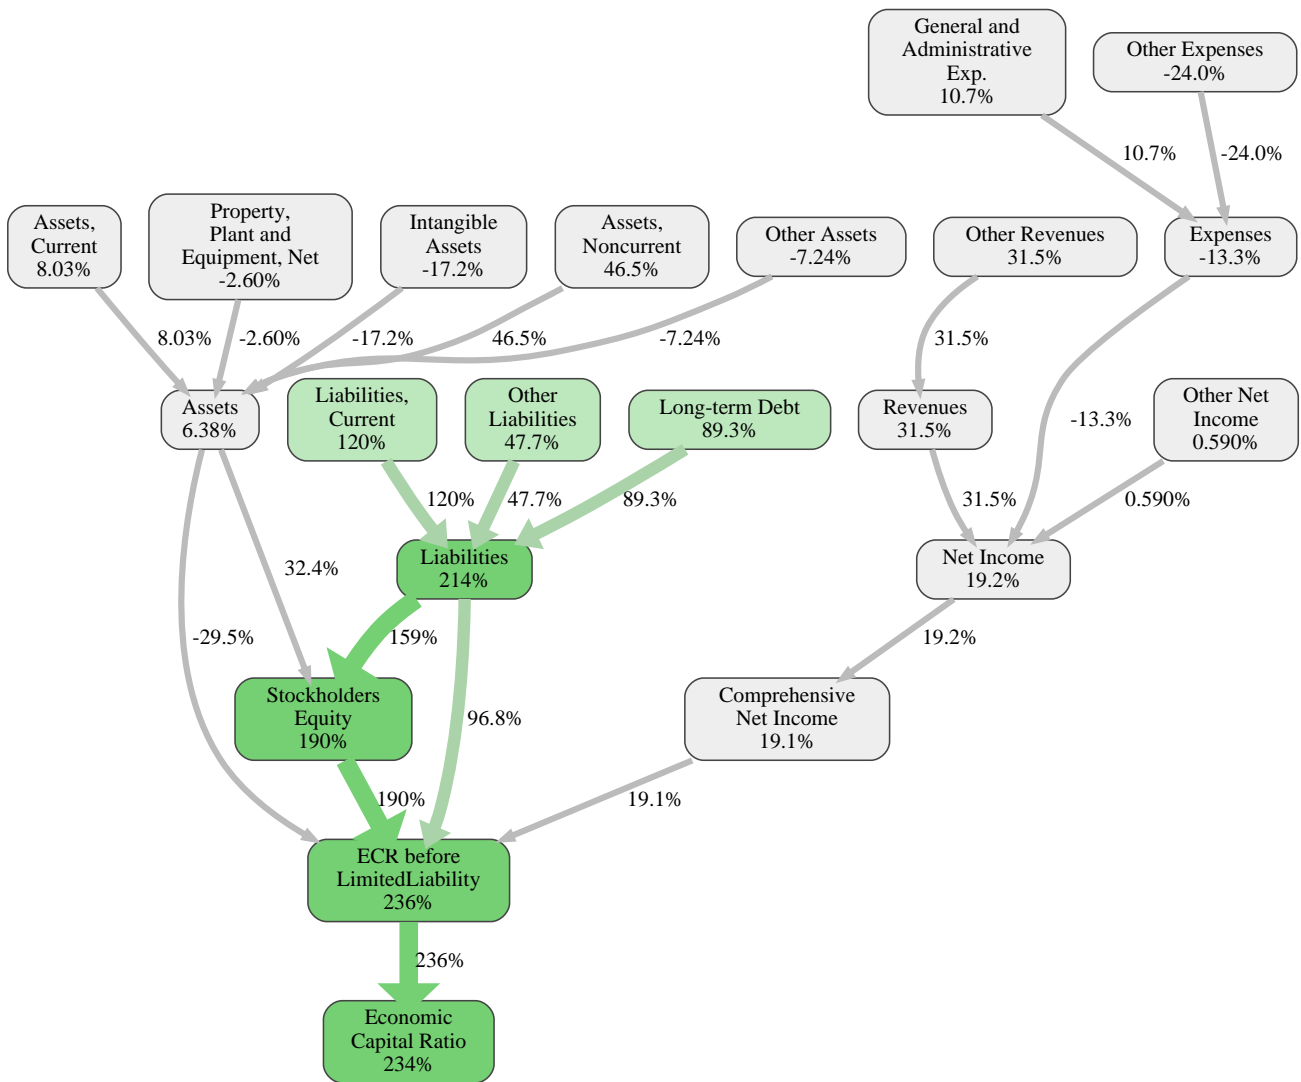 General and
Administrative
Exp.
10.7%
Other Expenses
-24.0%
10.7%
-24.0%
Assets,
Current
8.03%
Property,
Plant and
Equipment, Net
-2.60%
Intangible
Assets
-17.2%
Assets,
Noncurrent
46.5%
Other Assets
-7.24%
Other Revenues
31.5%
Expenses
-13.3%
8.03%
-2.60%
-17.2%
46.5%
-7.24%
31.5%
Assets
6.38%
Liabilities,
Current
120%
Other
Liabilities
47.7%
Long-term Debt
89.3%
Revenues
31.5%
-13.3%
Other Net
Income
0.590%
120%
47.7%
89.3%
31.5%
0.590%
32.4%
Liabilities
214%
Net Income
19.2%
-29.5%
159%
19.2%
Stockholders
Equity
190%
96.8%
Comprehensive
Net Income
19.1%
190%
19.1%
ECR before
LimitedLiability
236%
236%
Economic
Capital Ratio
234%